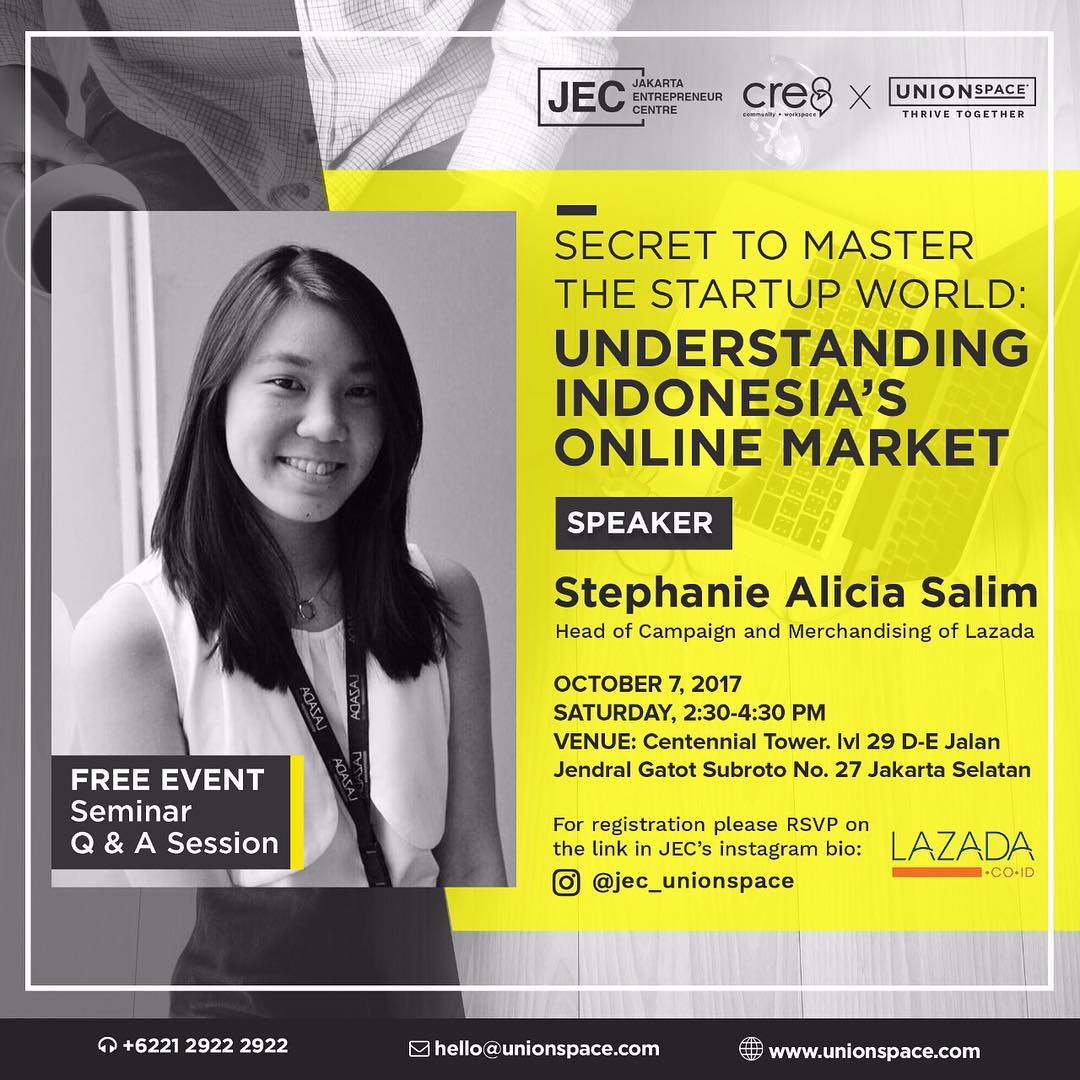 JEC JAKARTA
ENTREPRENEUR
CENTRE
cre8
community + workspace
UNIONSPACE
THRIVE TOGETHER
SECRET TO MASTER
THE STARTUP WORLD:
UNDERSTANDING
INDONESIA'S
ONLINE MARKET
SPEAKER
Stephanie Alicia Salim
Head of Campaign and Merchandising of Lazada
OCTOBER 7, 2017
SATURDAY, 2:30-4:30 PM
VENUE: Centennial Tower. lvl 29 D-E Jalan
Jendral Gatot Subroto No. 27 Jakarta Selatan
For registration please RSVP on
the link in JEC's instagram bio:
@jec_unionspace
LAZADA
•CO•ID
LAZADA
LAZADA
LAZADA
FREE EVENT
Seminar
Q & A Session
+6221 2922 2922
hello@unionspace.com
www.unionspace.com